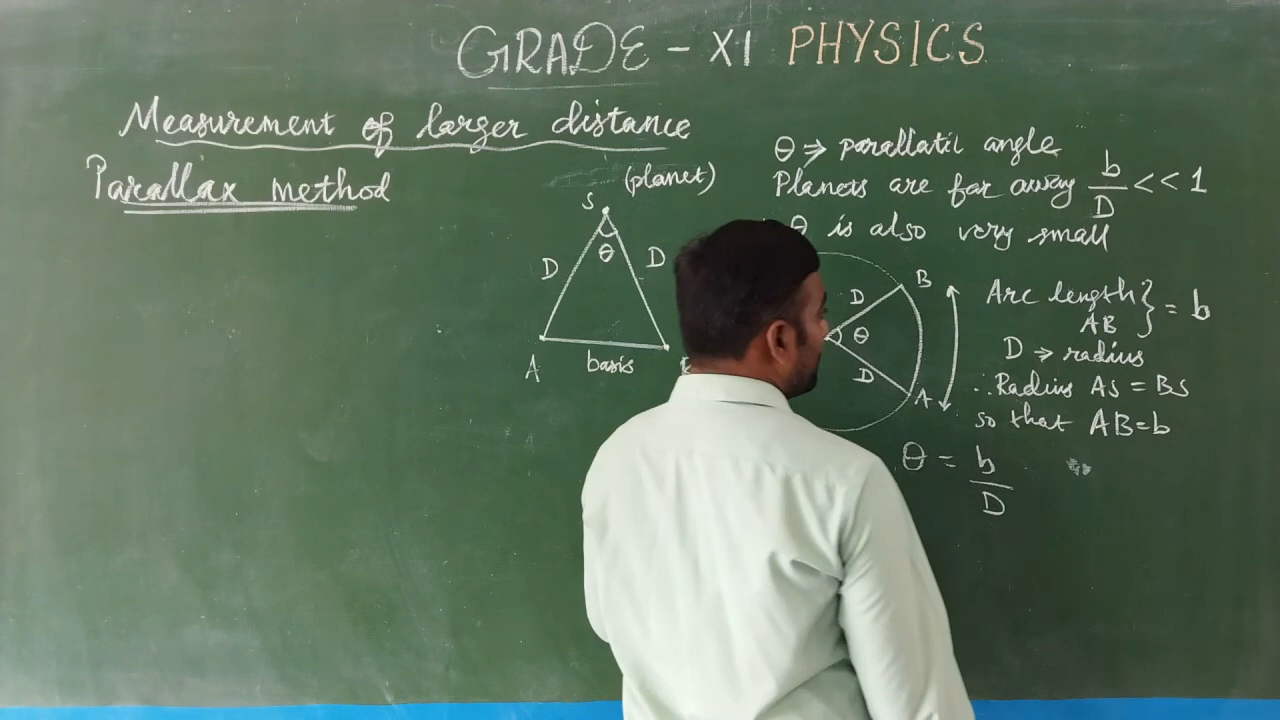 GRADE - XI PHYSICS
Measurement of larger distance
Parallax method
(planet)
S
θ
D D
A basis
θ ⇒ parallatic angle
Planets are far away b/D << 1
θ is also very small
B
D
θ
D
A
Arc length AB } = b
D → radius
∴ Radius AS = BS
so that AB = b
θ = b/D